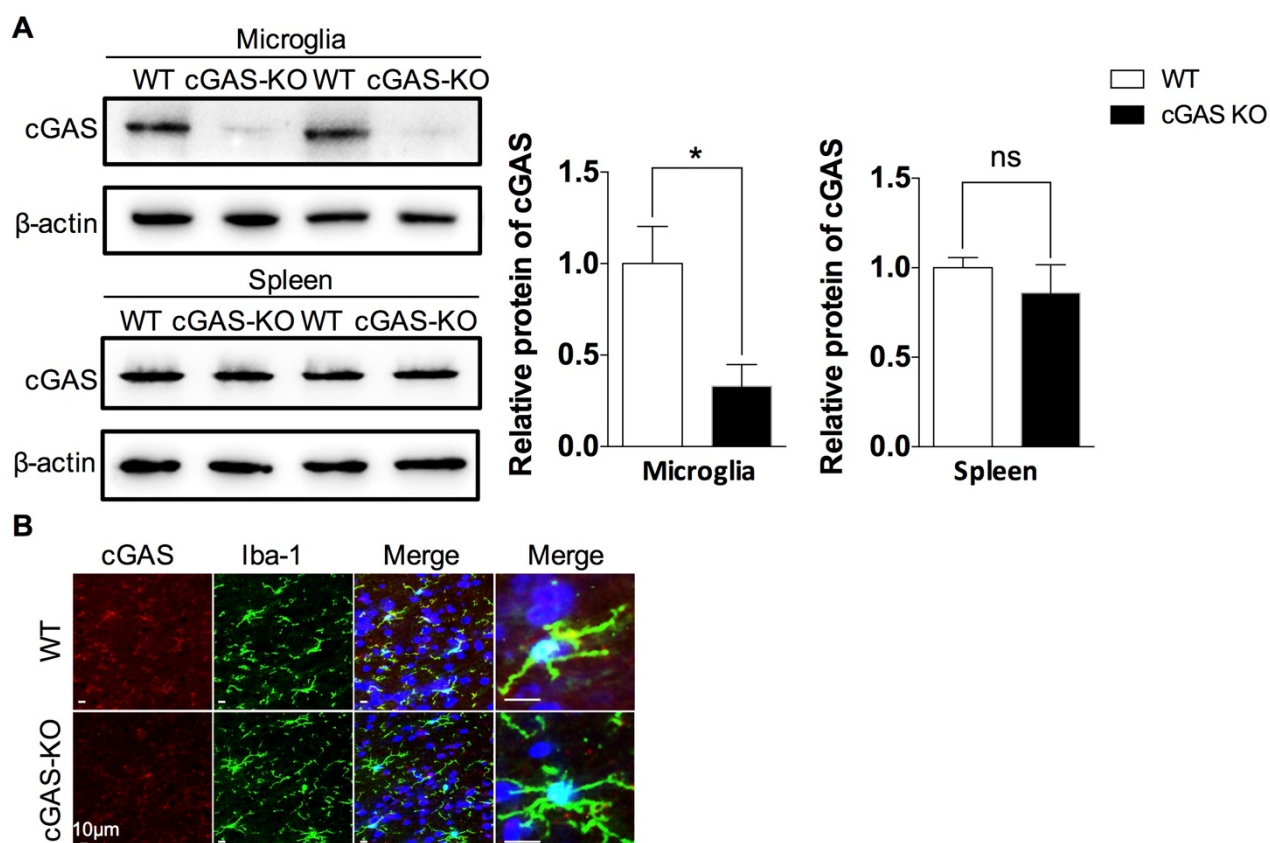 A
Microglia
WT cGAS-KO WT cGAS-KO
cGAS
β-actin
Spleen
WT cGAS-KO WT cGAS-KO
cGAS
β-actin
Relative protein of cGAS
1.5
1.0
0.5
0.0
*
Microglia
Relative protein of cGAS
1.5
1.0
0.5
0.0
ns
Spleen
WT
cGAS KO
B
cGAS Iba-1 Merge Merge
WT
cGAS-KO
10μm